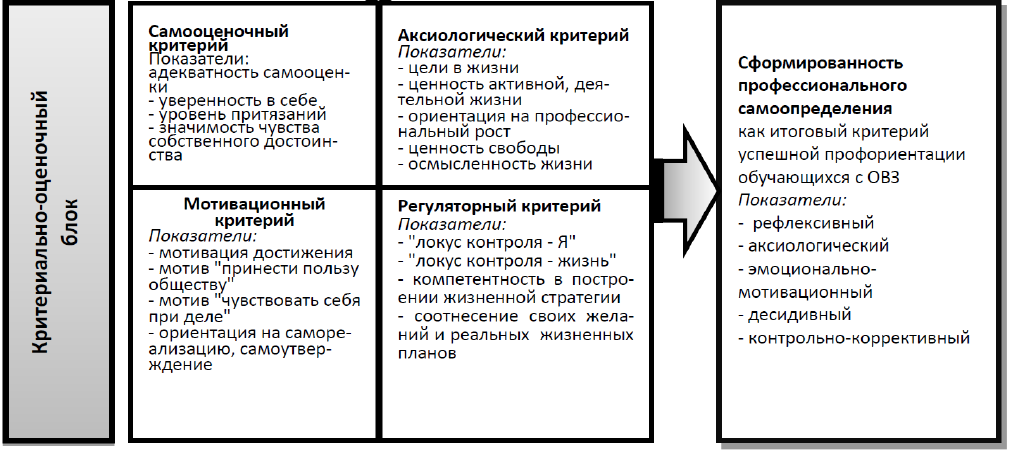 Критериально-оценочный
блок
Самооценочный
критерий
Показатели:
адекватность самооцен-
ки
- уверенность в себе
- уровень притязаний
- значимость чувства
собственного достоин-
ства
Аксиологический критерий
Показатели:
- цели в жизни
- ценность активной, дея-
тельной жизни
- ориентация на профессио-
нальный рост
- ценность свободы
- осмысленность жизни
Мотивационный
критерий
Показатели:
- мотивация достижения
- мотив "принести пользу
обществу"
- мотив "чувствовать себя
при деле"
- ориентация на саморе-
ализацию, самоутвер-
ждение
Регуляторный критерий
Показатели:
- "локус контроля - Я"
- "локус контроля - жизнь"
- компетентность в постро-
ении жизненной стратегии
- соотнесение своих жела-
ний и реальных жизненных
планов
Сформированность
профессионального
самоопределения
как итоговый критерий
успешной профориентации
обучающихся с ОВЗ
Показатели:
- рефлексивный
- аксиологический
- эмоционально-
мотивационный
- десидивный
- контрольно-коррективный